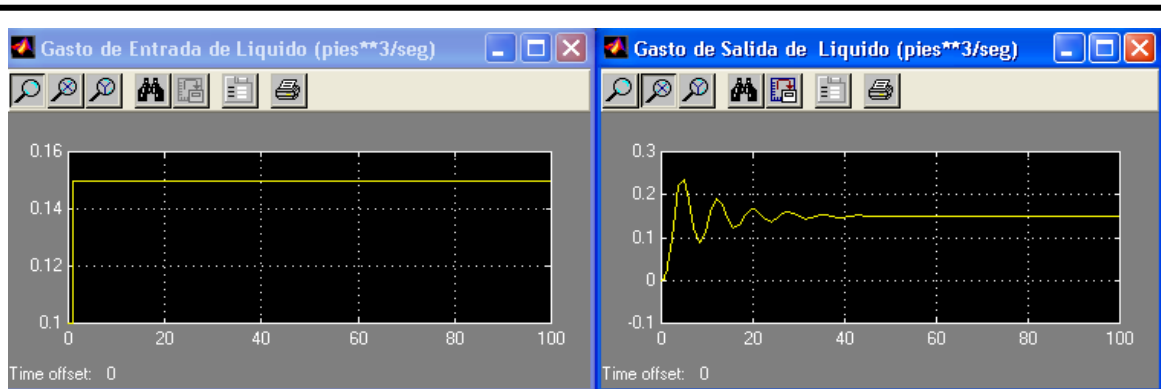 Gasto de Entrada de Liquido (pies**3/seg)
0.16
0.14
0.12
0.1
0 20 40 60 80 100
Time offset: 0
Gasto de Salida de Liquido (pies**3/seg)
0.3
0.2
0.1
0
-0.1
0 20 40 60 80 100
Time offset: 0